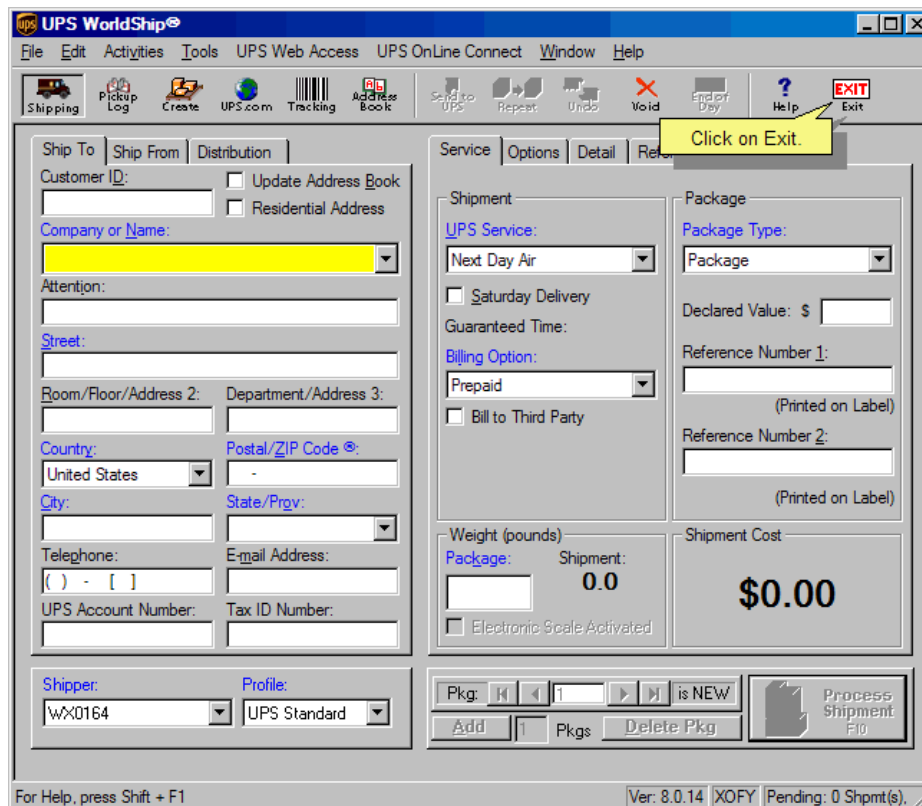 ups UPS WorldShip®
File Edit Activities Tools UPS Web Access UPS OnLine Connect Window Help
Shipping Pickup Log Create UPS.com Tracking Address Book Send to UPS Repeat Undo Void End of Day Help EXIT Exit
Click on Exit.
Ship To Ship From Distribution
Customer ID:
Update Address Book
Residential Address
Company or Name:
Attention:
Street:
Room/Floor/Address 2: Department/Address 3:
Country: Postal/ZIP Code ®:
United States -
City: State/Prov:
Telephone: E-mail Address:
( ) - [ ]
UPS Account Number: Tax ID Number:
Shipper: Profile:
WX0164 UPS Standard
Service Options Detail
Shipment
UPS Service:
Next Day Air
Saturday Delivery
Guaranteed Time:
Billing Option:
Prepaid
Bill to Third Party
Package
Package Type:
Package
Declared Value: $
Reference Number 1:
(Printed on Label)
Reference Number 2:
(Printed on Label)
Weight (pounds)
Package: Shipment:
0.0
Electronic Scale Activated
Shipment Cost
$0.00
Pkg: 1 is NEW
Add 1 Pkgs Delete Pkg
Process Shipment F10
For Help, press Shift + F1 Ver: 8.0.14 XOFY Pending: 0 Shpmt(s).